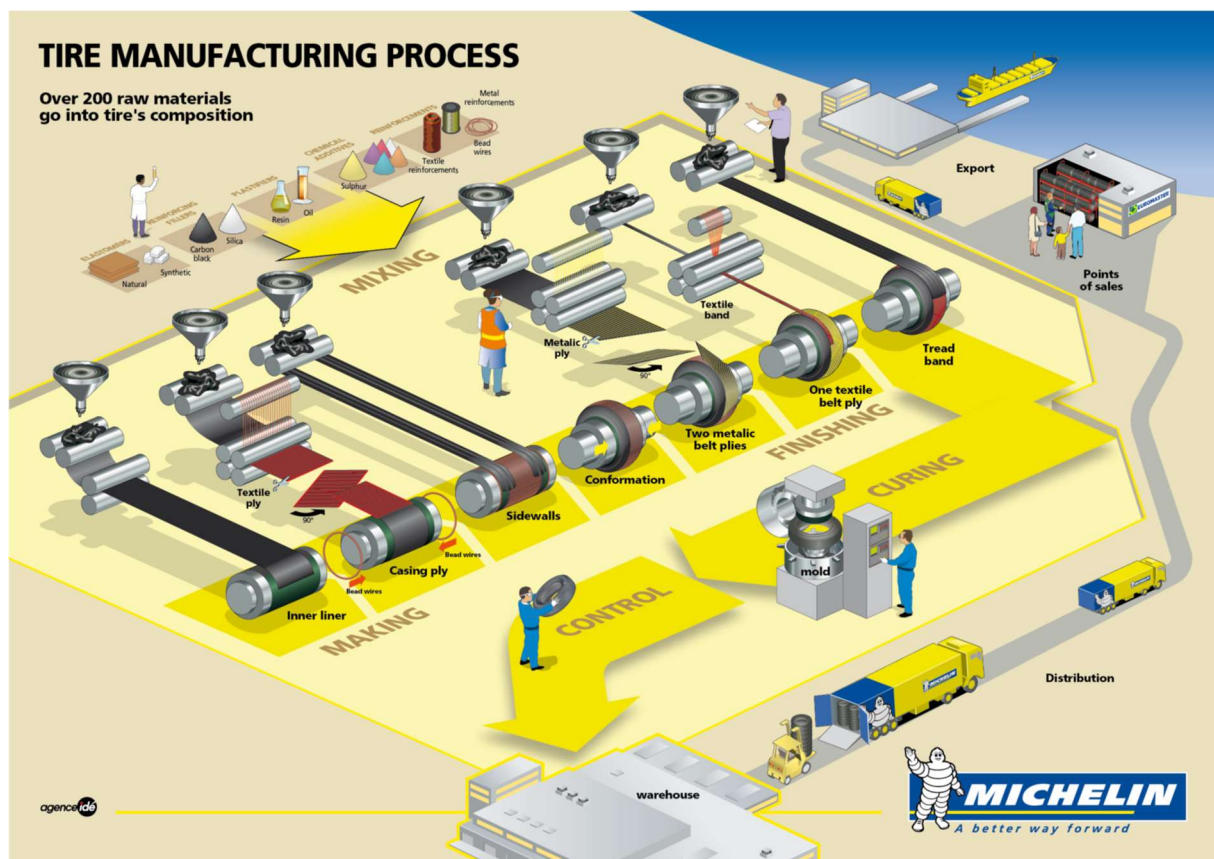 TIRE MANUFACTURING PROCESS
Over 200 raw materials
go into tire's composition
ELASTOMERS
Natural
Synthetic
REINFORCING
FILLERS
Carbon
black
Silica
PLASTIFIERS
Resin
Oil
CHEMICAL
ADDITIVES
Sulphur
REINFORCEMENTS
Textile
reinforcements
Metal
reinforcements
Bead
wires
MIXING
Export
EUROMASTER
Points
of sales
Textile
band
Metalic
ply
90°
Tread
band
One textile
belt ply
Two metalic
belt plies
FINISHING
Conformation
Sidewalls
Textile
ply
90°
Bead wires
Casing ply
Bead wires
Inner liner
MAKING
CURING
mold
CONTROL
Distribution
MICHELIN
warehouse
agence idé
MICHELIN
A better way forward